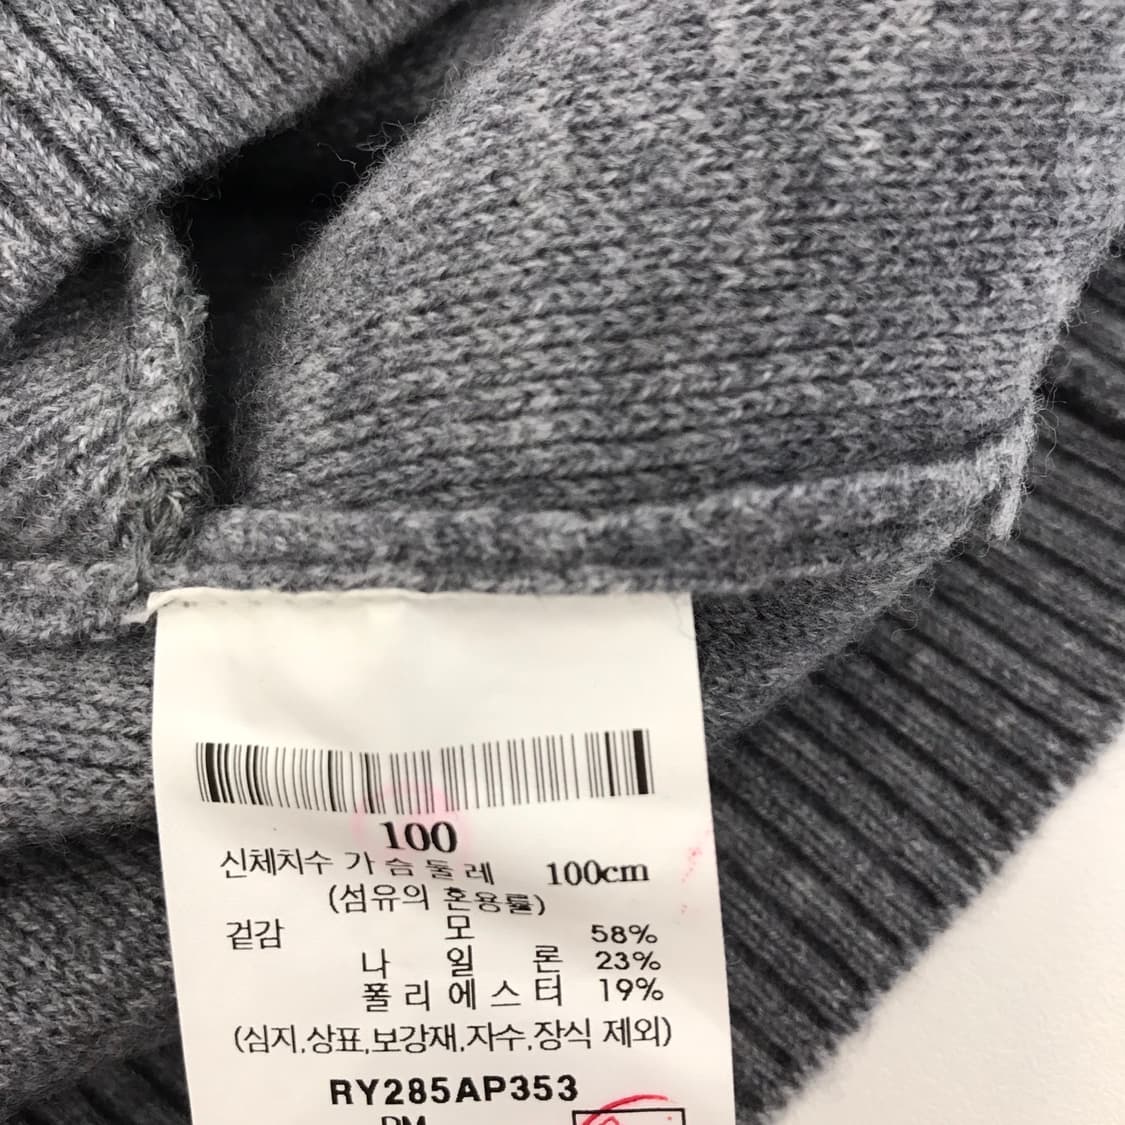 100
신체치수 가슴둘레 100cm
(섬유의 혼용률)
겉감 모 58%
나일론 23%
폴리에스터 19%
(심지,상표,보강재,자수,장식 제외)
RY285AP353